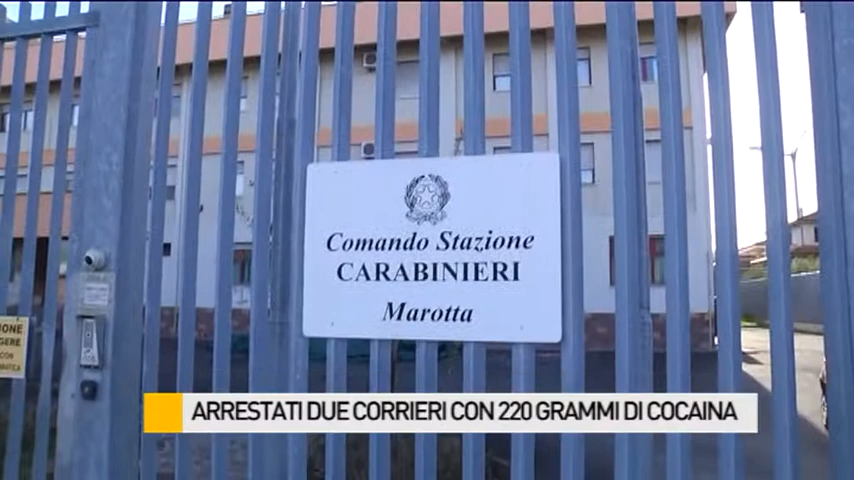 Comando Stazione
CARABINIERI
Marotta
ARRESTATI DUE CORRIERI CON 220 GRAMMI DI COCAINA